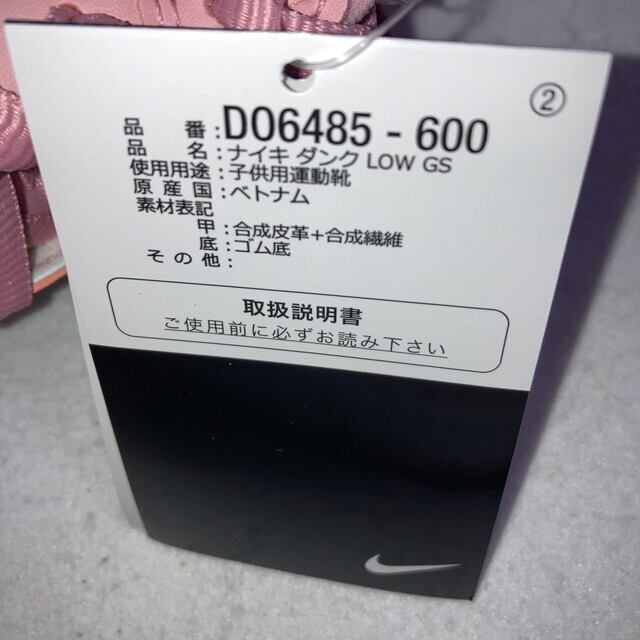 ②
品番:DO6485 - 600
品名:ナイキ ダンク LOW GS
使用用途:子供用運動靴
原産国:ベトナム
素材表記
甲:合成皮革+合成繊維
底:ゴム底
その他:
取扱説明書
ご使用前に必ずお読み下さい